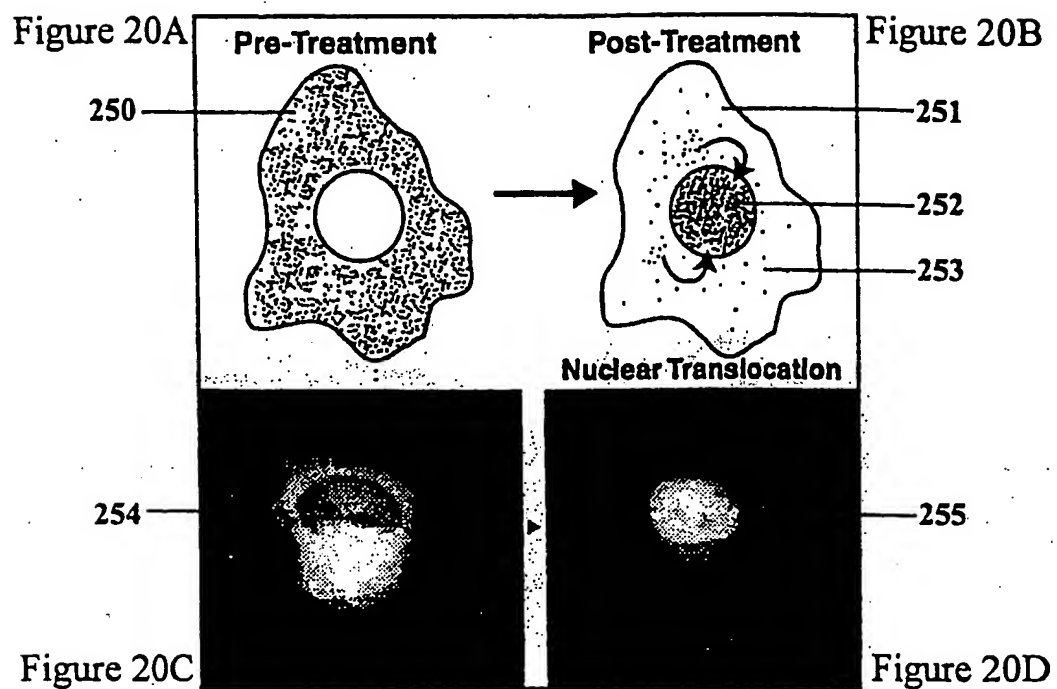 Figure 20A
Pre-Treatment
Post-Treatment
Figure 20B
250
251
252
253
Nuclear Translocation
254
255
Figure 20C
Figure 20D